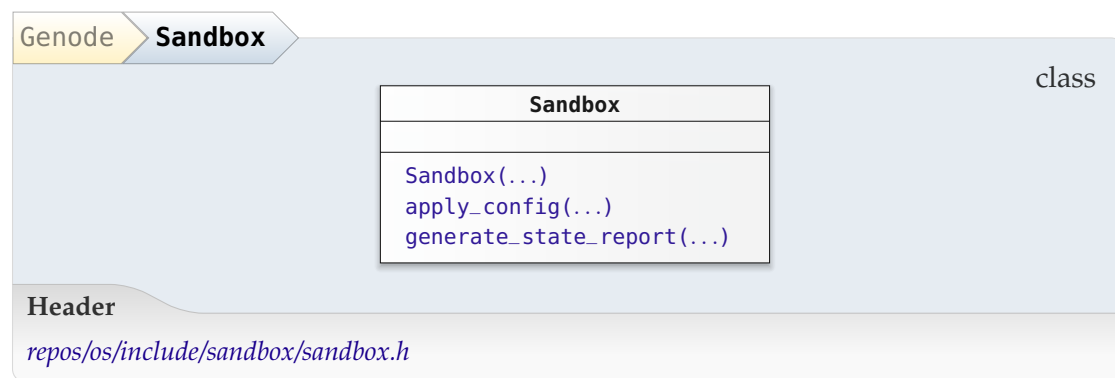 Genode Sandbox
class
Sandbox
Sandbox(...)
apply_config(...)
generate_state_report(...)
Header
repos/os/include/sandbox/sandbox.h